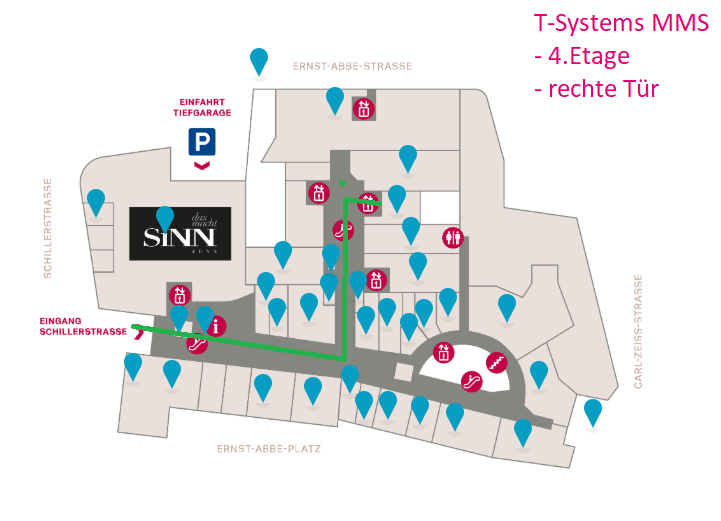 T-Systems MMS
- 4.Etage
- rechte Tür
ERNST-ABBE-STRASSE
EINFAHRT
TIEFGARAGE
P
SCHILLERSTRASSE
das
macht
SiNN
JENA
EINGANG
SCHILLERSTRASSE
i
CARL-ZEISS-STRASSE
ERNST-ABBE-PLATZ